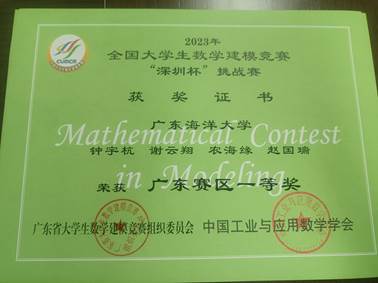 CUMCM
2023年
全国大学生数学建模竞赛
“深圳杯”挑战赛
获奖证书
广东海洋大学
Mathematical Contest
钟宇杭 谢云翔 农海缘 赵国瑞
in Modeling
荣获 广东赛区一等奖
广东省大学生数学建模竞赛组织委员会 中国工业与应用数学学会